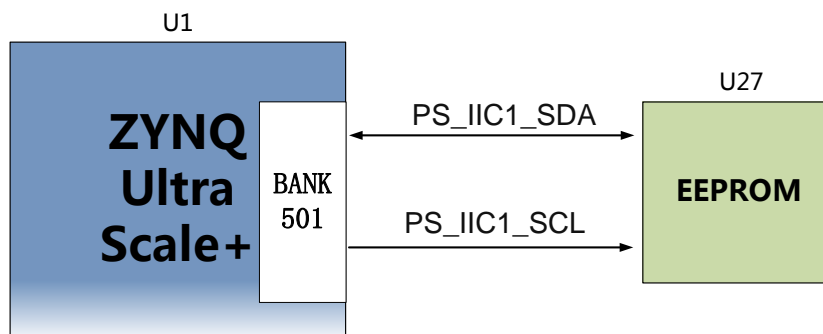 U1
ZYNQ
Ultra
Scale+
BANK
501
PS_IIC1_SDA
PS_IIC1_SCL
U27
EEPROM